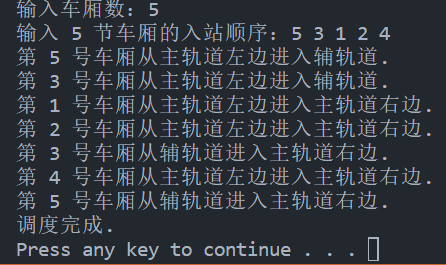 输入车厢数: 5
输入 5 节车厢的入站顺序: 5 3 1 2 4
第 5 号车厢从主轨道左边进入辅轨道.
第 3 号车厢从主轨道左边进入辅轨道.
第 1 号车厢从主轨道左边进入主轨道右边.
第 2 号车厢从主轨道左边进入主轨道右边.
第 3 号车厢从辅轨道进入主轨道右边.
第 4 号车厢从主轨道左边进入主轨道右边.
第 5 号车厢从辅轨道进入主轨道右边.
调度完成.
Press any key to continue . . .